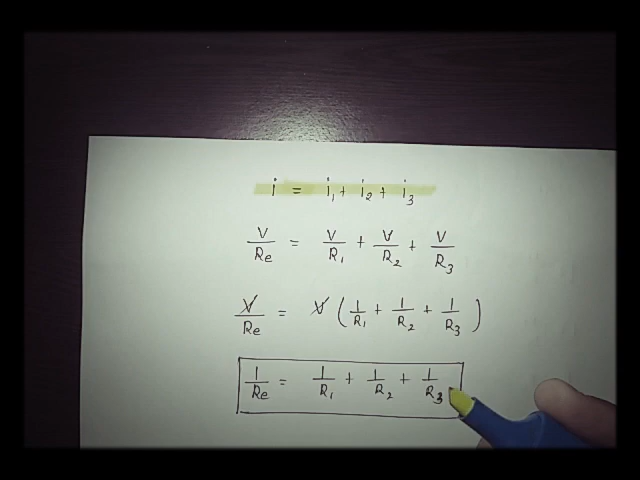 i = i₁ + i₂ + i₃
V/Re = V/R₁ + V/R₂ + V/R₃
V/Re = V ( 1/R₁ + 1/R₂ + 1/R₃ )
1/Re = 1/R₁ + 1/R₂ + 1/R₃